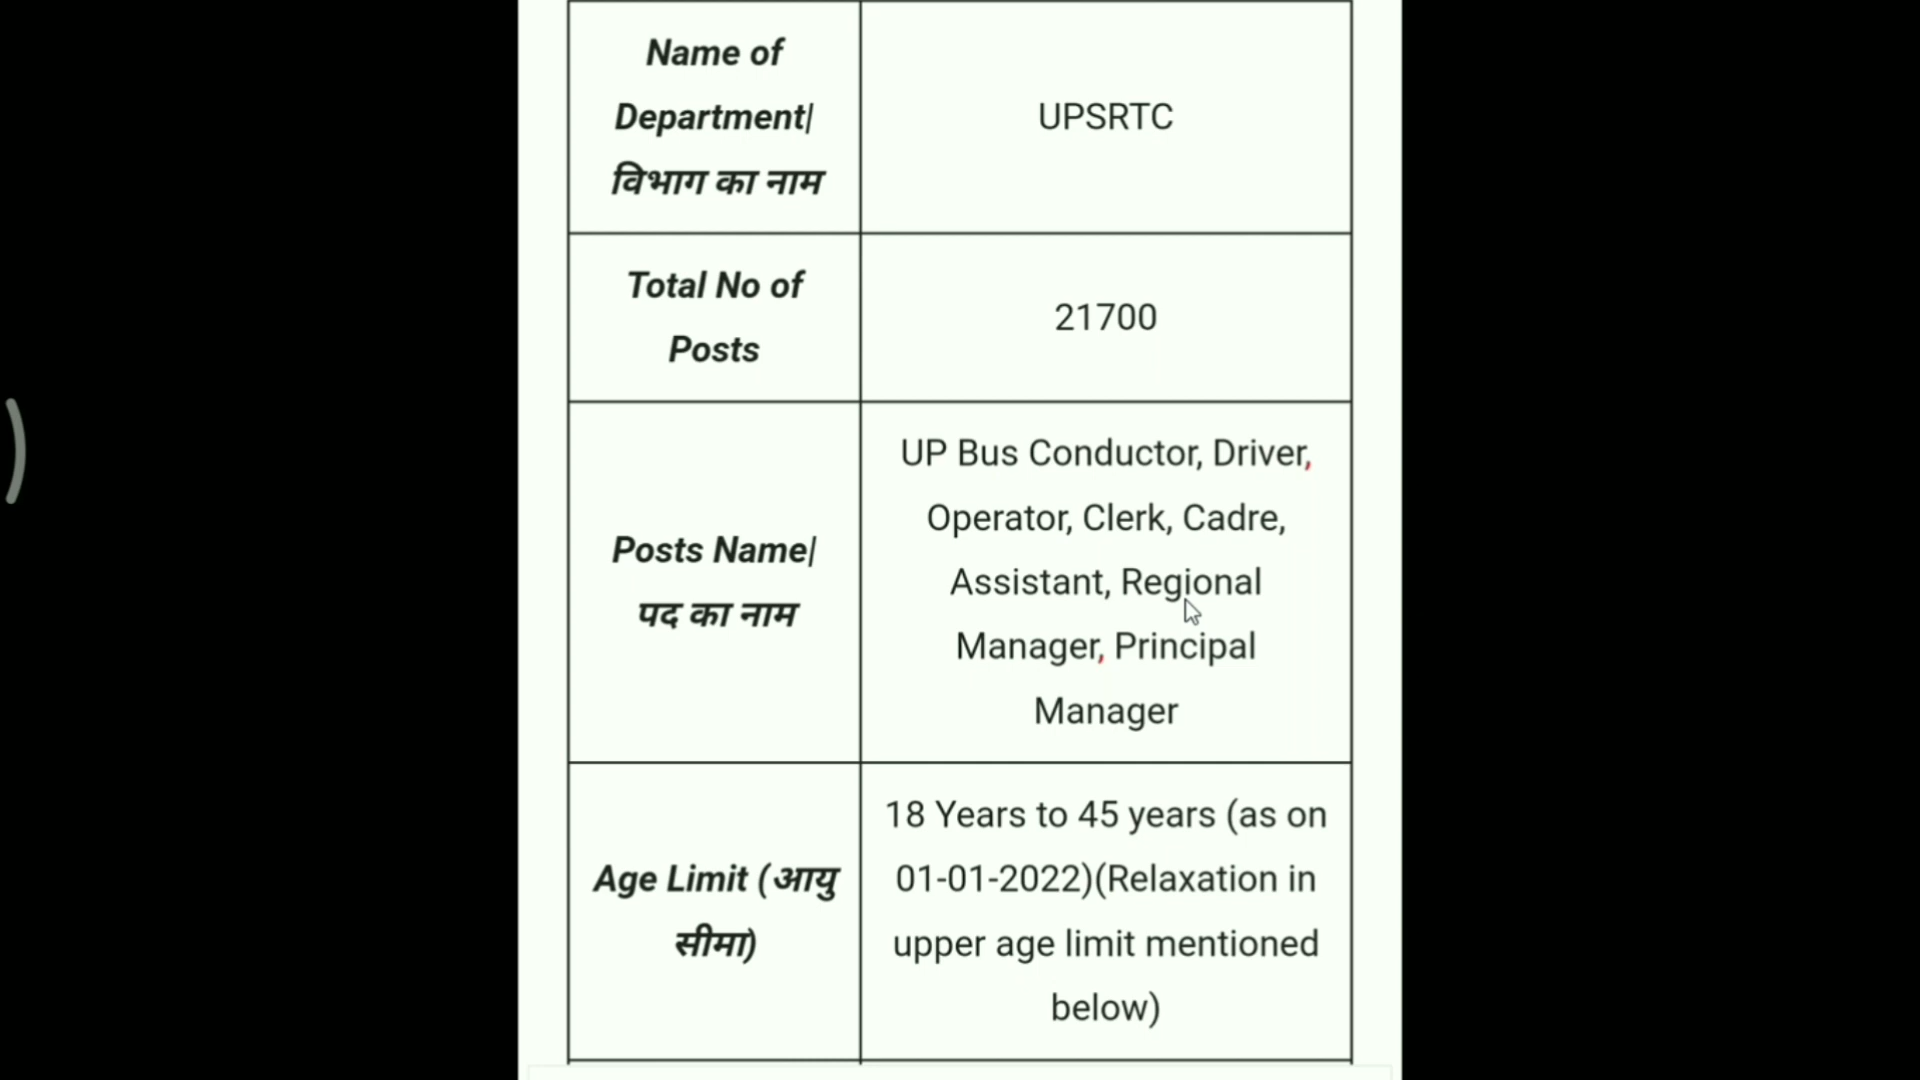 Name of
Department|
विभाग का नाम
UPSRTC
Total No of
Posts
21700
Posts Name|
पद का नाम
UP Bus Conductor, Driver,
Operator, Clerk, Cadre,
Assistant, Regional
Manager, Principal
Manager
Age Limit (आयु
सीमा)
18 Years to 45 years (as on
01-01-2022)(Relaxation in
upper age limit mentioned
below)